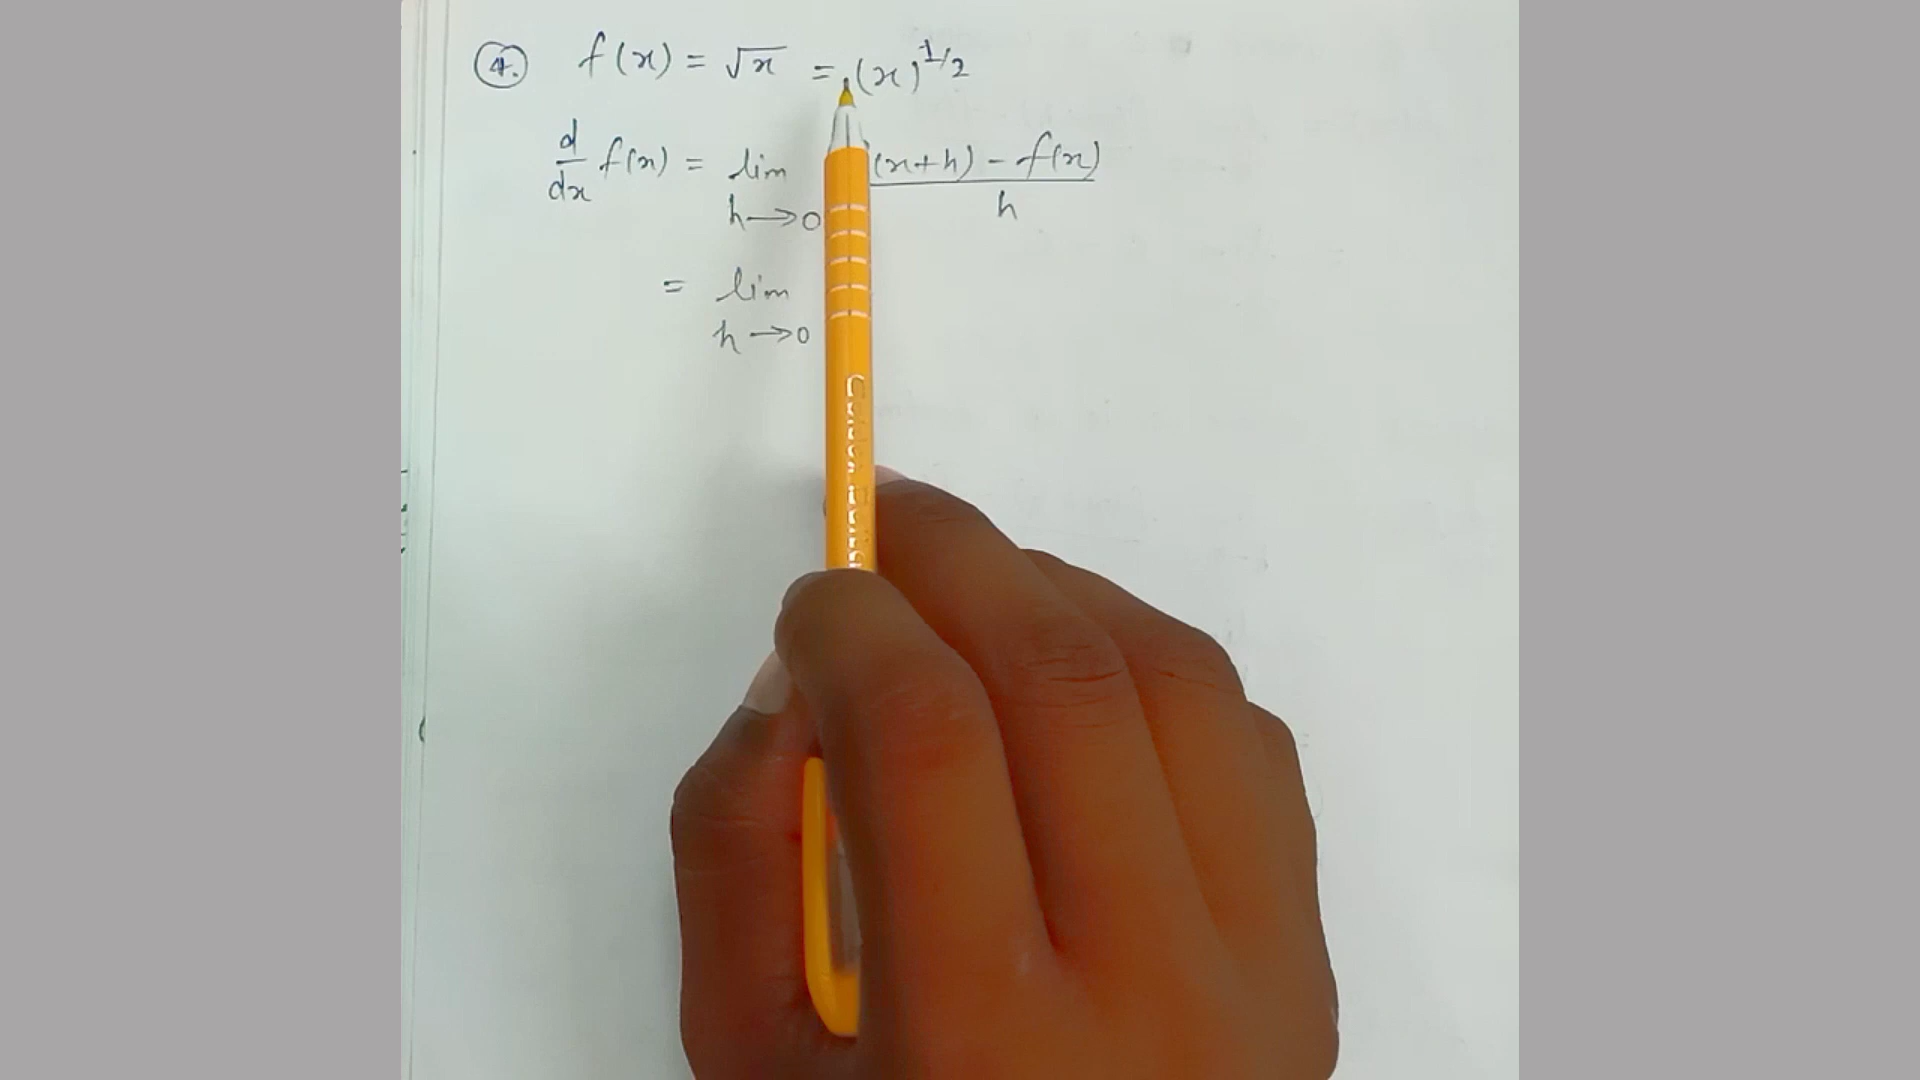 4. f(x) = √x = (x)^1/2
d/dx f(x) = lim h→0 (x+h) - f(x) / h
= lim h→0